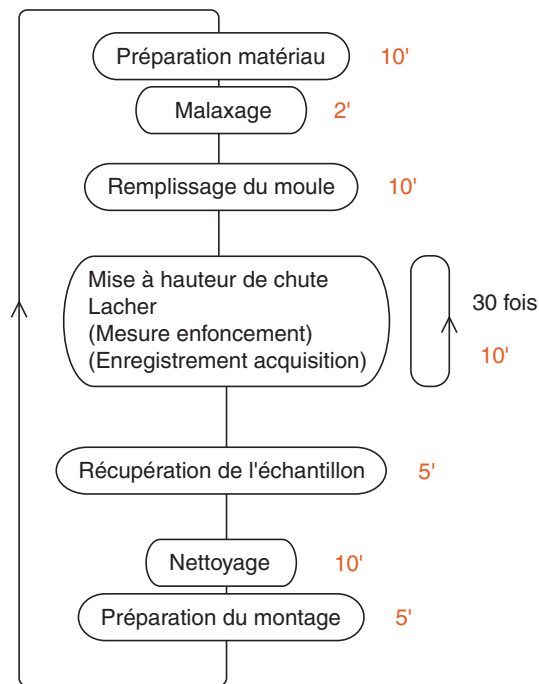 Préparation matériau 10'
Malaxage 2'
Remplissage du moule 10'
Mise à hauteur de chute
Lacher
(Mesure enfoncement)
(Enregistrement acquisition)
30 fois
10'
Récupération de l'échantillon 5'
Nettoyage 10'
Préparation du montage 5'